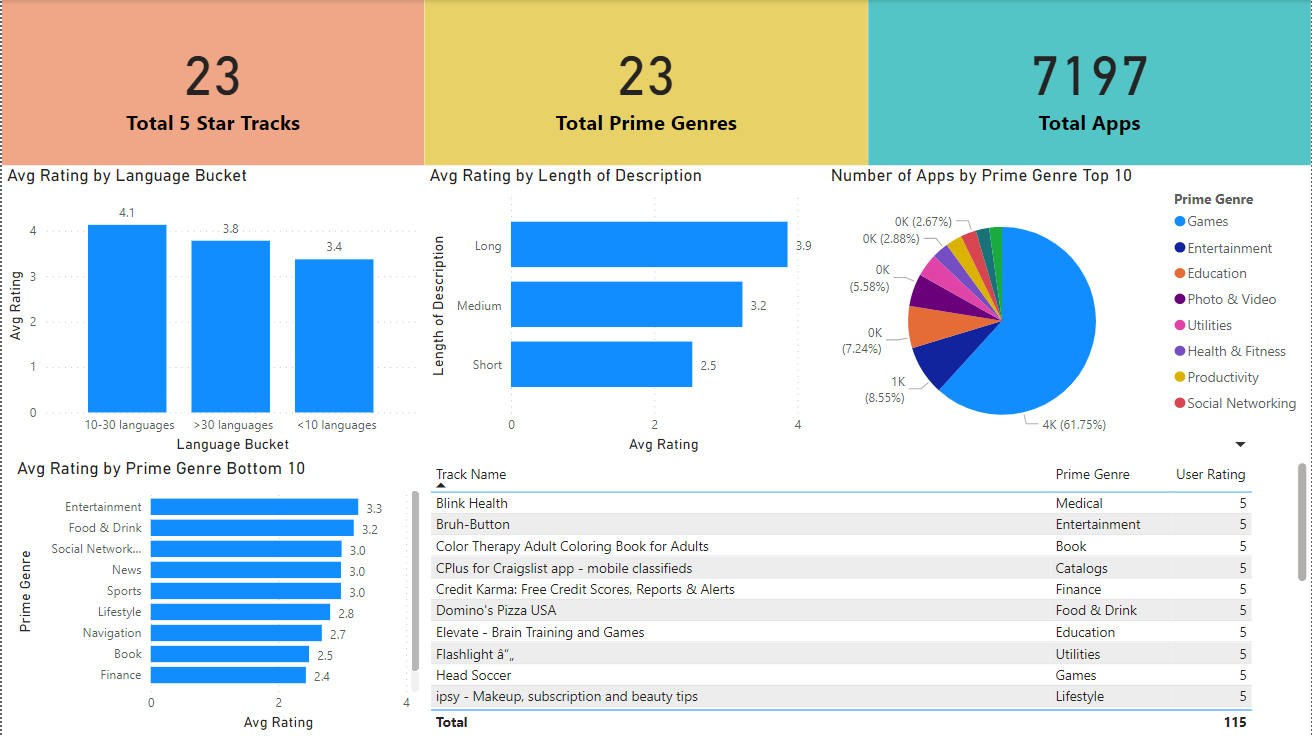 23
Total 5 Star Tracks
23
Total Prime Genres
7197
Total Apps
Avg Rating by Language Bucket
Avg Rating
4
3
2
1
0
4.1
3.8
3.4
10-30 languages
>30 languages
<10 languages
Language Bucket
Avg Rating by Length of Description
Length of Description
Long
3.9
Medium
3.2
Short
2.5
0
2
4
Avg Rating
Number of Apps by Prime Genre Top 10
0K (2.67%)
0K (2.88%)
0K
(5.58%)
0K
(7.24%)
1K
(8.55%)
4K (61.75%)
Prime Genre
Games
Entertainment
Education
Photo & Video
Utilities
Health & Fitness
Productivity
Social Networking
Avg Rating by Prime Genre Bottom 10
Prime Genre
Entertainment 3.3
Food & Drink 3.2
Social Network... 3.0
News 3.0
Sports 3.0
Lifestyle 2.8
Navigation 2.7
Book 2.5
Finance 2.4
0 2 4
Avg Rating
Track Name Prime Genre User Rating
Blink Health Medical 5
Bruh-Button Entertainment 5
Color Therapy Adult Coloring Book for Adults Book 5
CPlus for Craigslist app - mobile classifieds Catalogs 5
Credit Karma: Free Credit Scores, Reports & Alerts Finance 5
Domino's Pizza USA Food & Drink 5
Elevate - Brain Training and Games Education 5
Flashlight â“„ Utilities 5
Head Soccer Games 5
ipsy - Makeup, subscription and beauty tips Lifestyle 5
Total 115